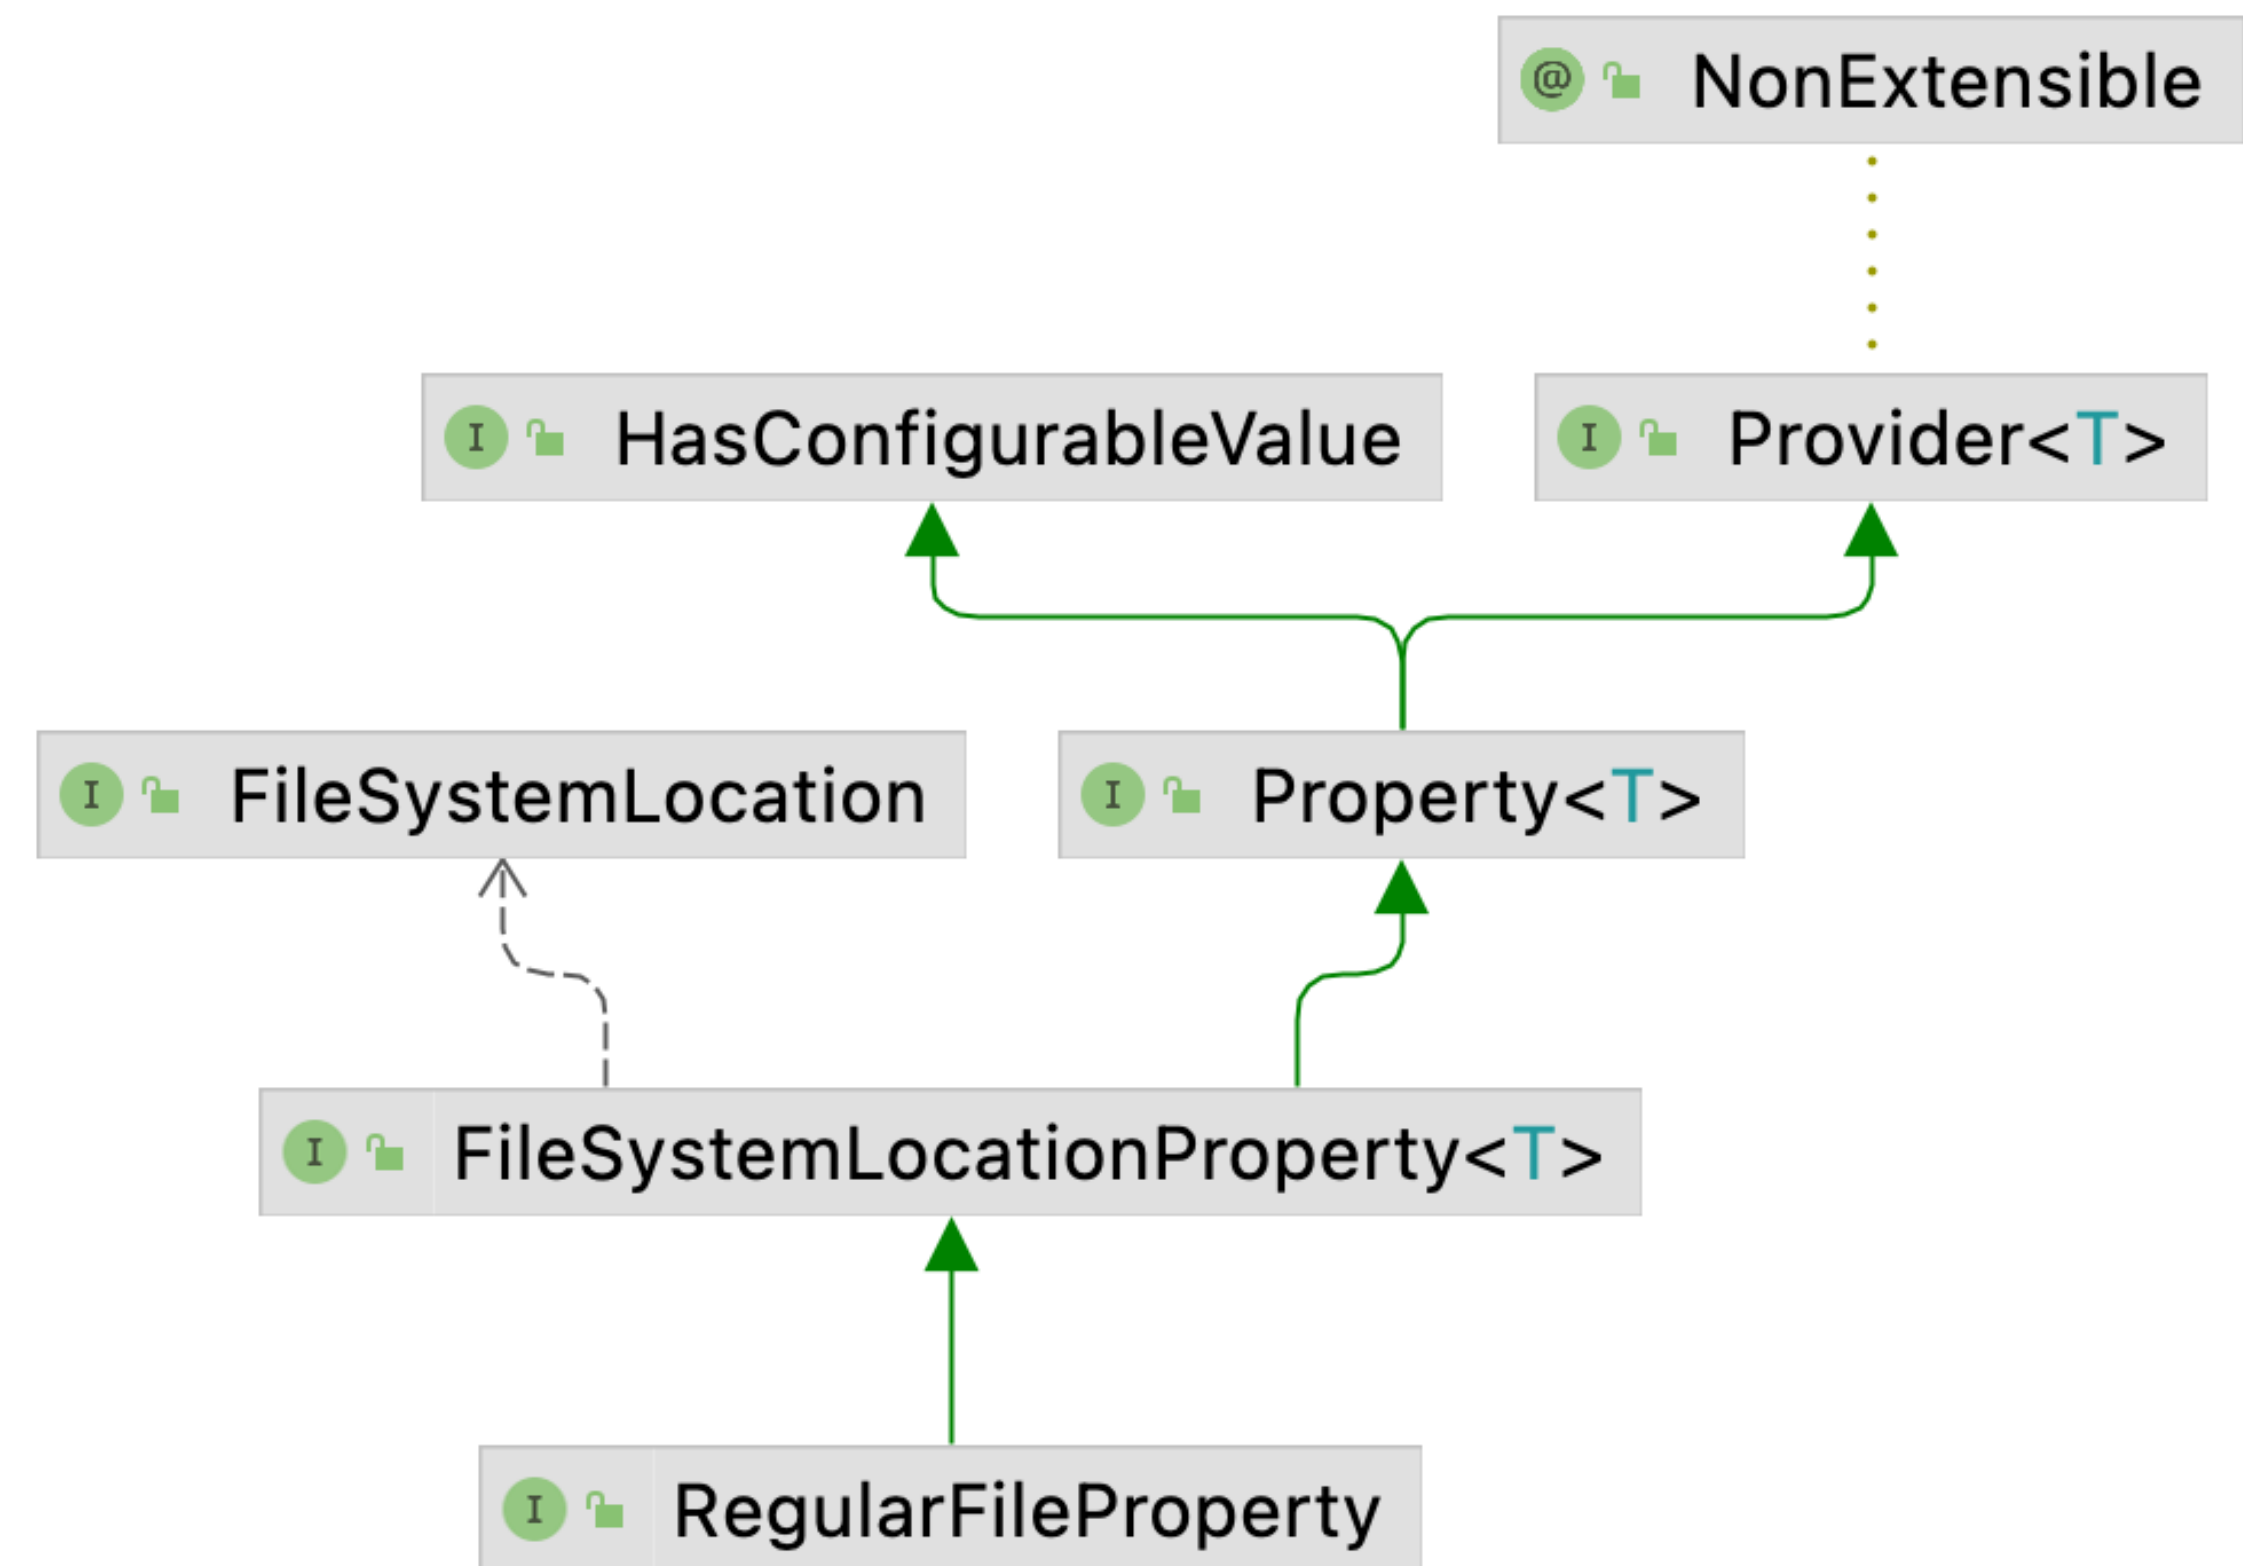 @ NonExtensible
I HasConfigurableValue
I Provider<T>
I FileSystemLocation
I Property<T>
I FileSystemLocationProperty<T>
I RegularFileProperty